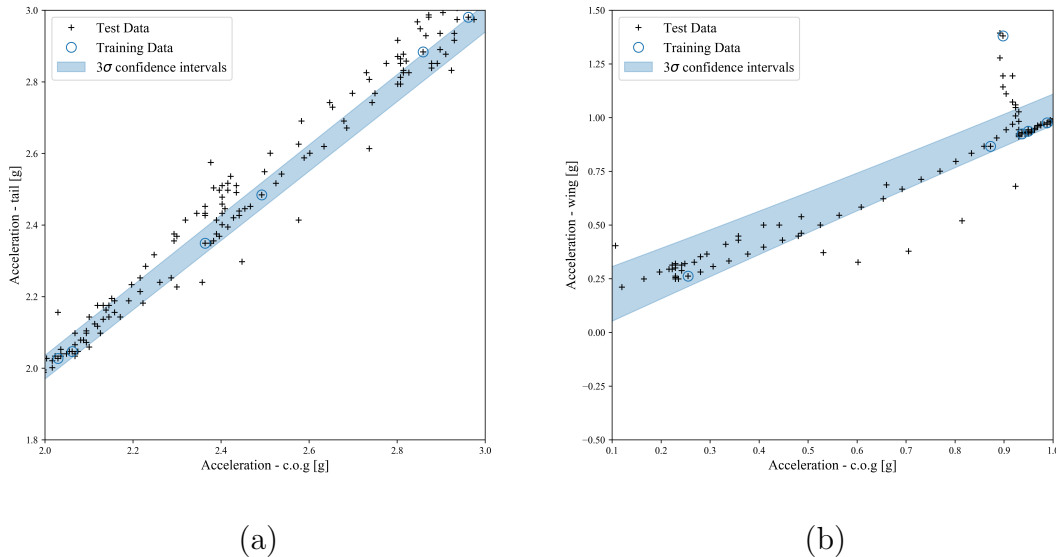 Test Data
Training Data
3σ confidence intervals
3.0
2.8
2.6
2.4
2.2
2.0
1.8
Acceleration - tail [g]
2.0 2.2 2.4 2.6 2.8 3.0
Acceleration - c.o.g [g]
(a)
Test Data
Training Data
3σ confidence intervals
1.50
1.25
1.00
0.75
0.50
0.25
0.00
−0.25
−0.50
Acceleration - wing [g]
0.1 0.2 0.3 0.4 0.5 0.6 0.7 0.8 0.9 1.0
Acceleration - c.o.g [g]
(b)